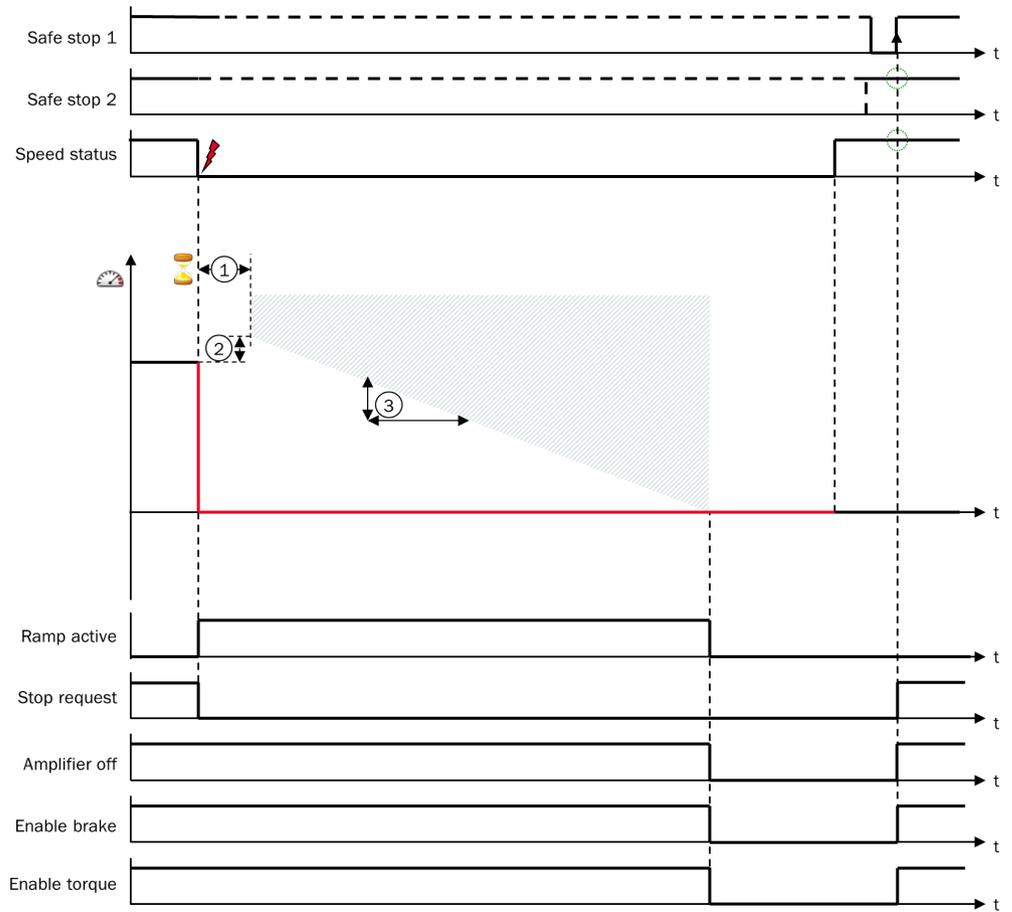 Safe stop 1
t
Safe stop 2
t
Speed status
t
1
2
3
t
Ramp active
t
Stop request
t
Amplifier off
t
Enable brake
t
Enable torque
t